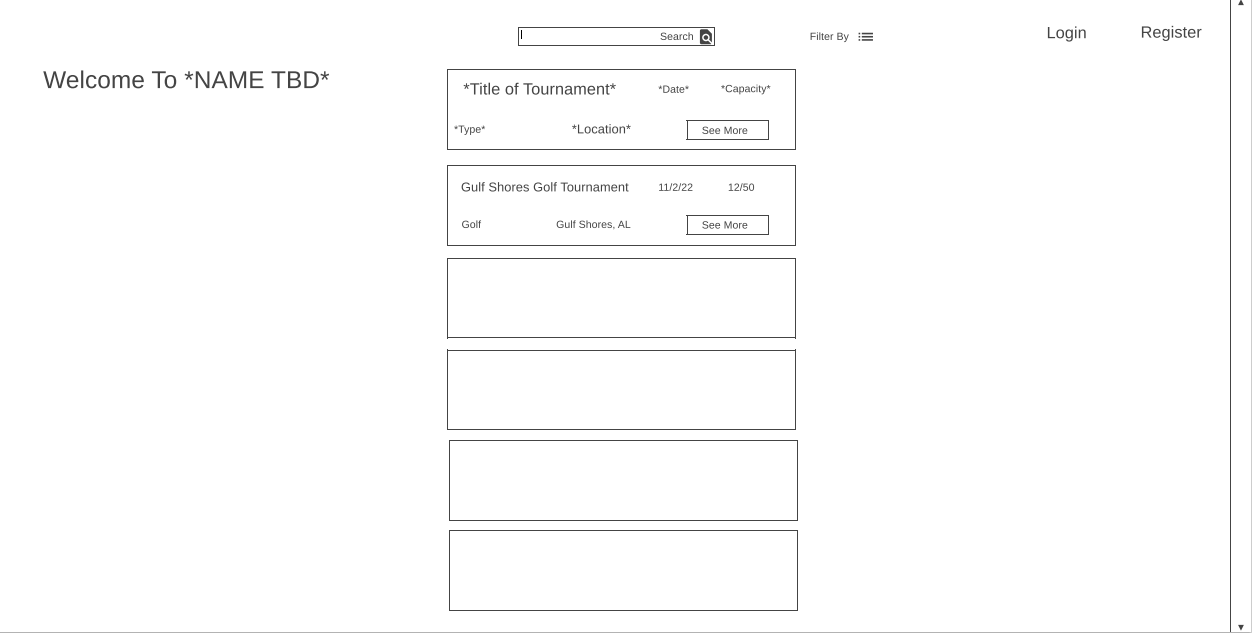 Search
Filter By
Login
Register
Welcome To *NAME TBD*
*Title of Tournament*
*Date*
*Capacity*
*Type*
*Location*
See More
Gulf Shores Golf Tournament
11/2/22
12/50
Golf
Gulf Shores, AL
See More